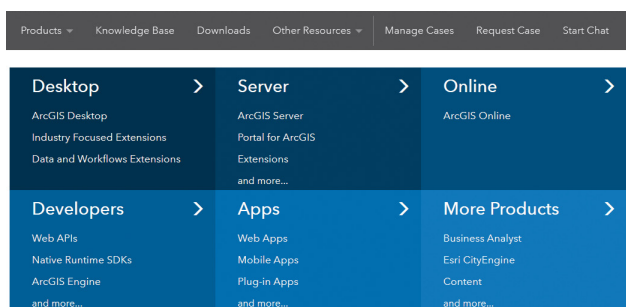 Products Knowledge Base Downloads Other Resources Manage Cases Request Case Start Chat
Desktop
ArcGIS Desktop
Industry Focused Extensions
Data and Workflows Extensions
Server
ArcGIS Server
Portal for ArcGIS
Extensions
and more...
Online
ArcGIS Online
Developers
Web APIs
Native Runtime SDKs
ArcGIS Engine
and more...
Apps
Web Apps
Mobile Apps
Plug-in Apps
and more...
More Products
Business Analyst
Esri CityEngine
Content
and more...